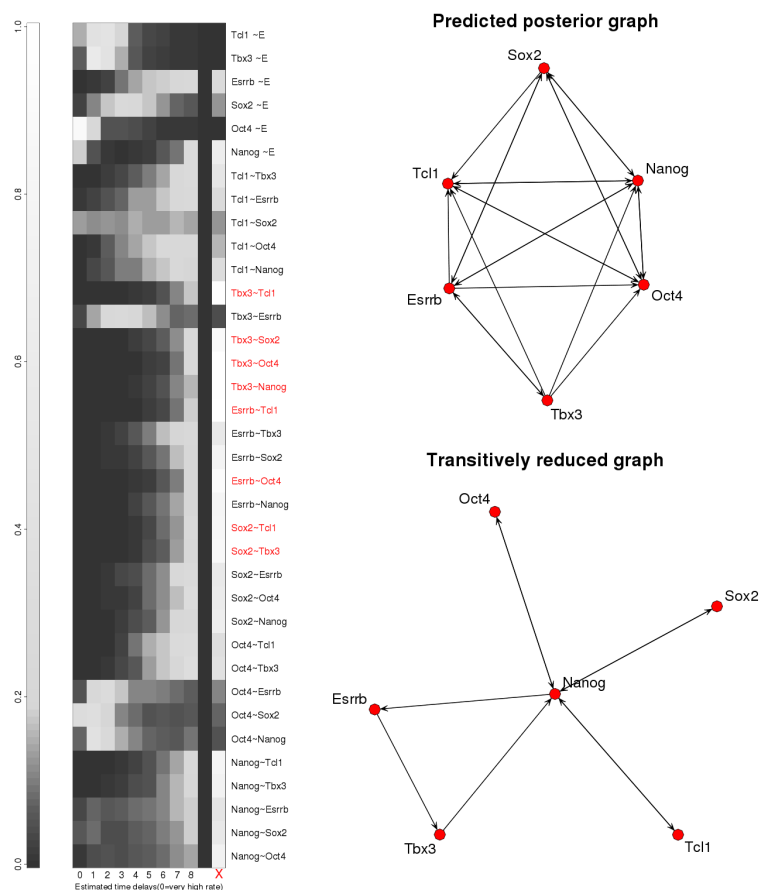 Predicted posterior graph
Sox2
Tcl1
Nanog
Esrrb
Oct4
Tbx3
Transitively reduced graph
Oct4
Sox2
Nanog
Esrrb
Tbx3
Tcl1
1.0
0.8
0.6
0.4
0.2
0.0
Tcl1 ~E
Tbx3 ~E
Esrrb ~E
Sox2 ~E
Oct4 ~E
Nanog ~E
Tcl1~Tbx3
Tcl1~Esrrb
Tcl1~Sox2
Tcl1~Oct4
Tcl1~Nanog
Tbx3~Tcl1
Tbx3~Esrrb
Tbx3~Sox2
Tbx3~Oct4
Tbx3~Nanog
Esrrb~Tcl1
Esrrb~Tbx3
Esrrb~Sox2
Esrrb~Oct4
Esrrb~Nanog
Sox2~Tcl1
Sox2~Tbx3
Sox2~Esrrb
Sox2~Oct4
Sox2~Nanog
Oct4~Tcl1
Oct4~Tbx3
Oct4~Esrrb
Oct4~Sox2
Oct4~Nanog
Nanog~Tcl1
Nanog~Tbx3
Nanog~Esrrb
Nanog~Sox2
Nanog~Oct4
0 1 2 3 4 5 6 7 8 X
Estimated time delays(0=very high rate)